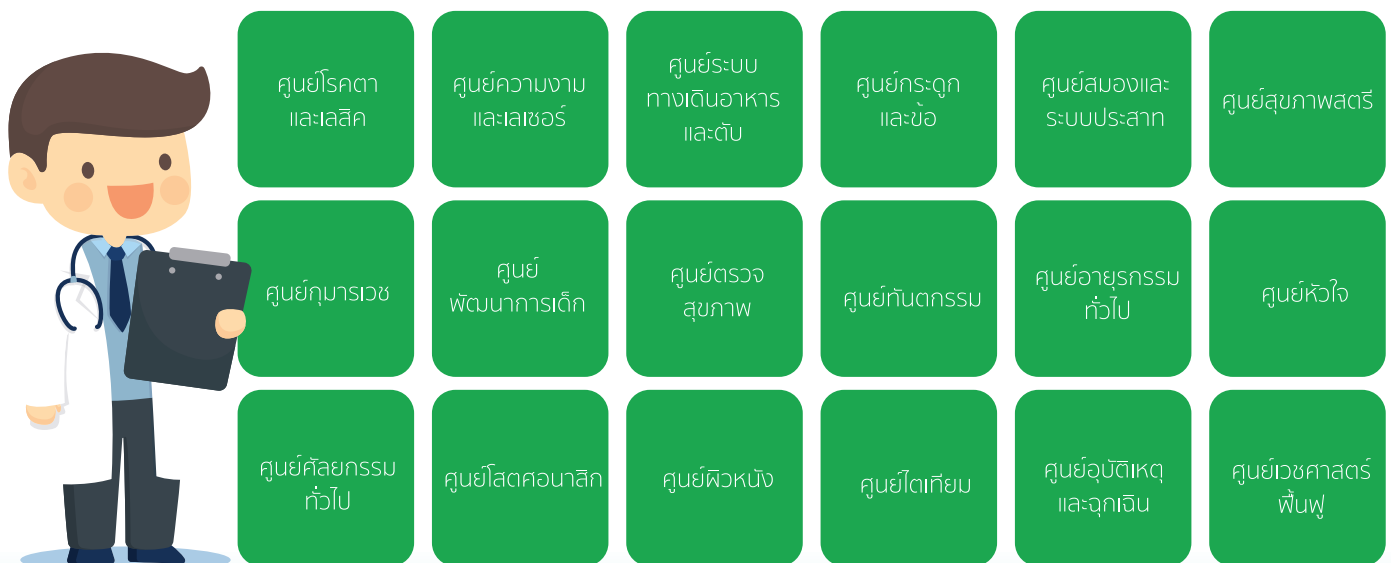 ศูนย์โรคตา
และเลสิค
ศูนย์ความงาม
และเลเซอร์
ศูนย์ระบบ
ทางเดินอาหาร
และตับ
ศูนย์กระดูก
และข้อ
ศูนย์สมองและ
ระบบประสาท
ศูนย์สุขภาพสตรี
ศูนย์กุมารเวช
ศูนย์
พัฒนาการเด็ก
ศูนย์ตรวจ
สุขภาพ
ศูนย์ทันตกรรม
ศูนย์อายุรกรรม
ทั่วไป
ศูนย์หัวใจ
ศูนย์ศัลยกรรม
ทั่วไป
ศูนย์โสตศอนาสิก
ศูนย์ผิวหนัง
ศูนย์ไตเทียม
ศูนย์อุบัติเหตุ
และฉุกเฉิน
ศูนย์เวชศาสตร์
ฟื้นฟู